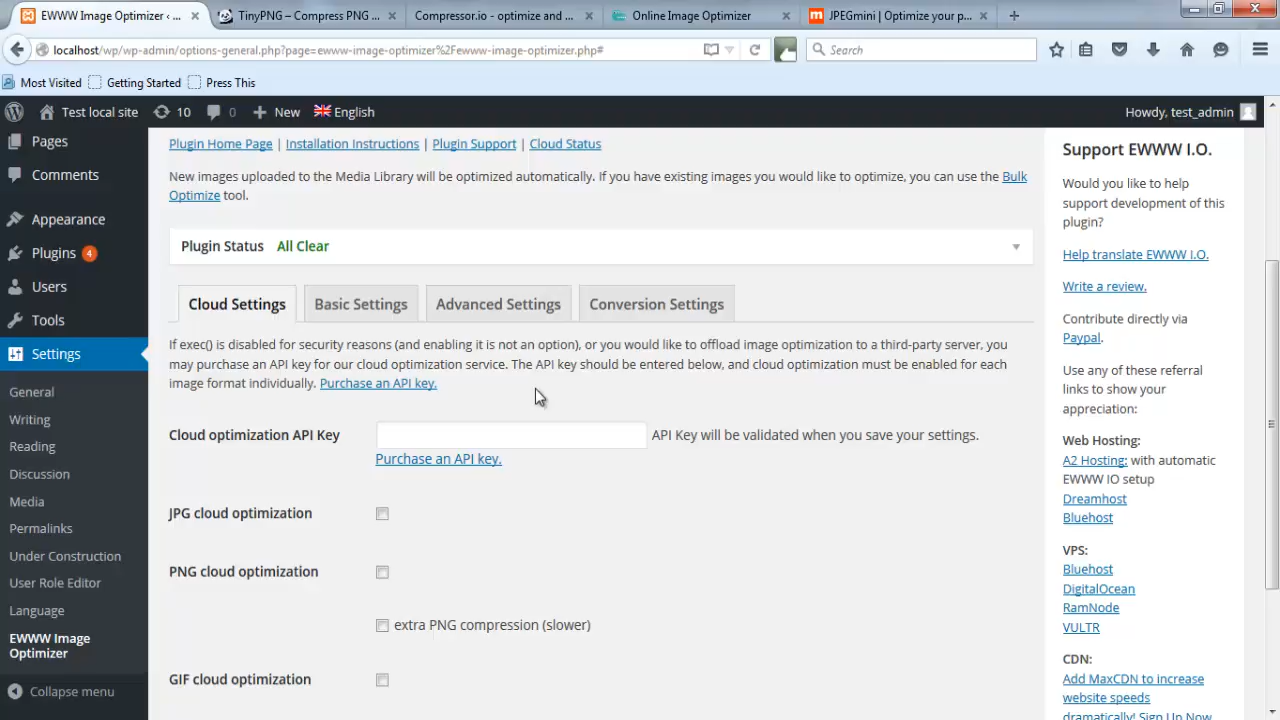 EWWW Image Optimizer ‹ ...
TinyPNG – Compress PNG ...
Compressor.io - optimize and ...
Online Image Optimizer
JPEGmini | Optimize your p...
localhost/wp/wp-admin/options-general.php?page=ewww-image-optimizer%2Fewww-image-optimizer.php#
Search
Most Visited
Getting Started
Press This
Test local site
10
0
New
English
Howdy, test_admin
Pages
Comments
Appearance
Plugins 4
Users
Tools
Settings
General
Writing
Reading
Discussion
Media
Permalinks
Under Construction
User Role Editor
Language
EWWW Image
Optimizer
Collapse menu
Plugin Home Page | Installation Instructions | Plugin Support | Cloud Status
New images uploaded to the Media Library will be optimized automatically. If you have existing images you would like to optimize, you can use the Bulk
Optimize tool.
Plugin Status All Clear
Cloud Settings
Basic Settings
Advanced Settings
Conversion Settings
If exec() is disabled for security reasons (and enabling it is not an option), or you would like to offload image optimization to a third-party server, you
may purchase an API key for our cloud optimization service. The API key should be entered below, and cloud optimization must be enabled for each
image format individually. Purchase an API key.
Cloud optimization API Key
API Key will be validated when you save your settings.
Purchase an API key.
JPG cloud optimization
PNG cloud optimization
extra PNG compression (slower)
GIF cloud optimization
Support EWWW I.O.
Would you like to help
support development of this
plugin?
Help translate EWWW I.O.
Write a review.
Contribute directly via
Paypal.
Use any of these referral
links to show your
appreciation:
Web Hosting:
A2 Hosting: with automatic
EWWW IO setup
Dreamhost
Bluehost
VPS:
Bluehost
DigitalOcean
RamNode
VULTR
CDN:
Add MaxCDN to increase
website speeds
dramatically! Sign Up Now